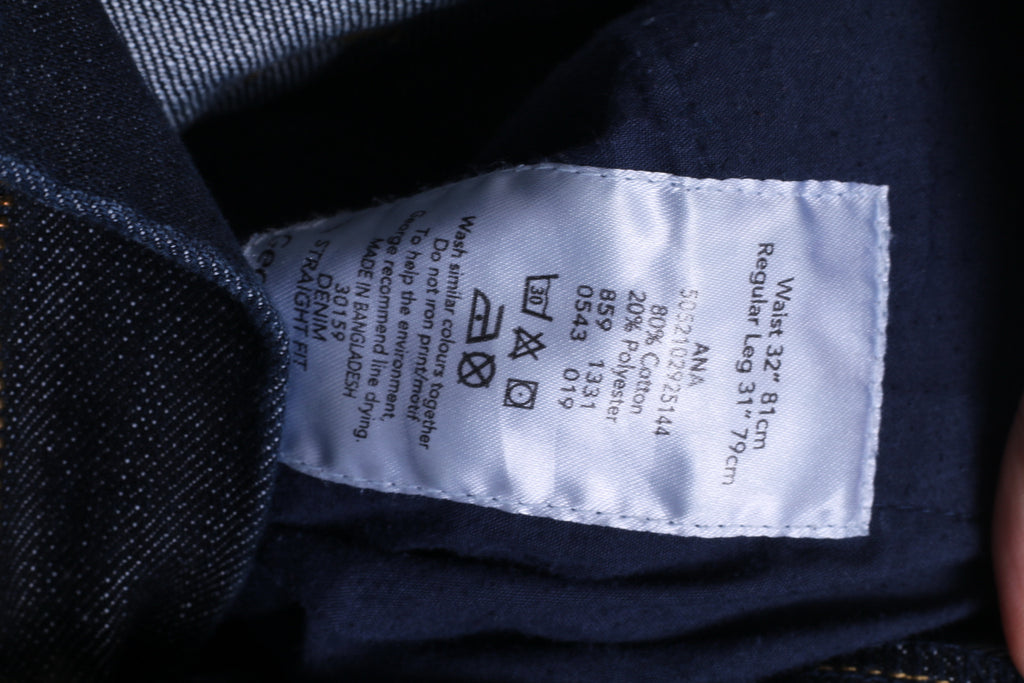 Waist 32" 81cm
Regular Leg 31" 79cm
ANA
5052102925144
80% Cotton
20% Polyester
859 1331
0543 019
30
Wash similar colours together
Do not iron print/motif
To help the environment,
George recommend line drying.
MADE IN BANGLADESH
30159
DENIM
STRAIGHT FIT